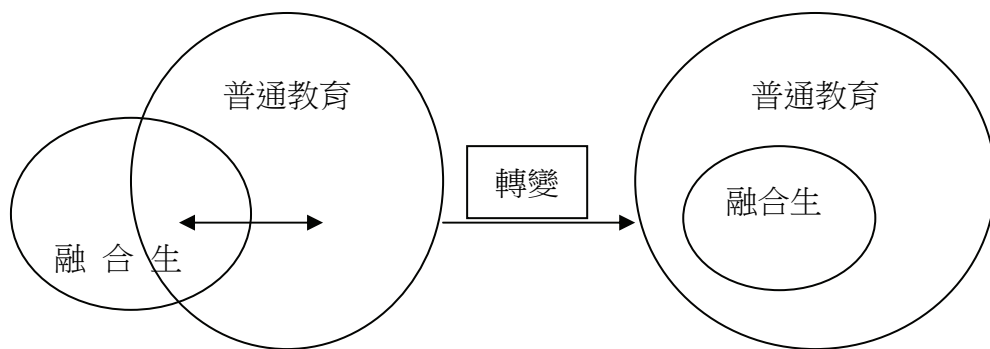 普通教育
融 合 生
轉變
普通教育
融合生